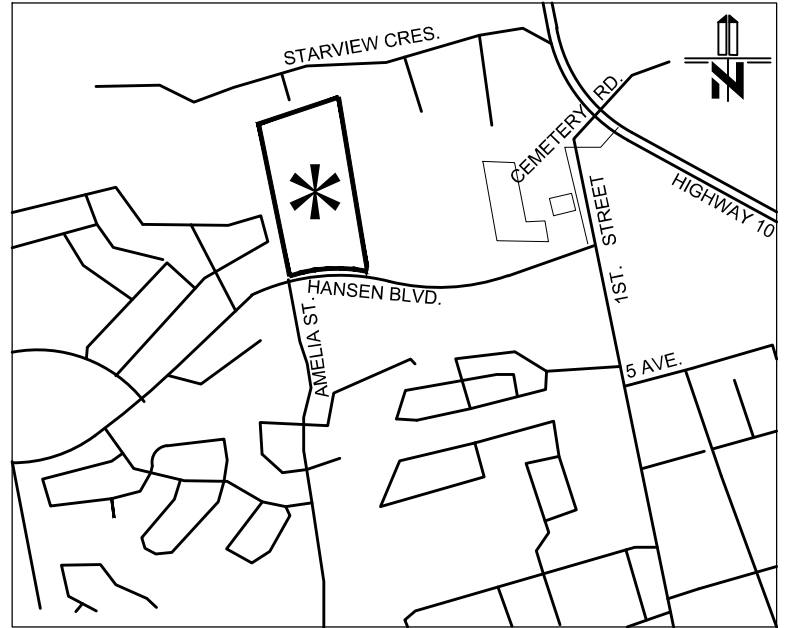 STARVIEW CRES.
CEMETERY RD.
HIGHWAY 10
1ST. STREET
HANSEN BLVD.
AMELIA ST.
5 AVE.
N